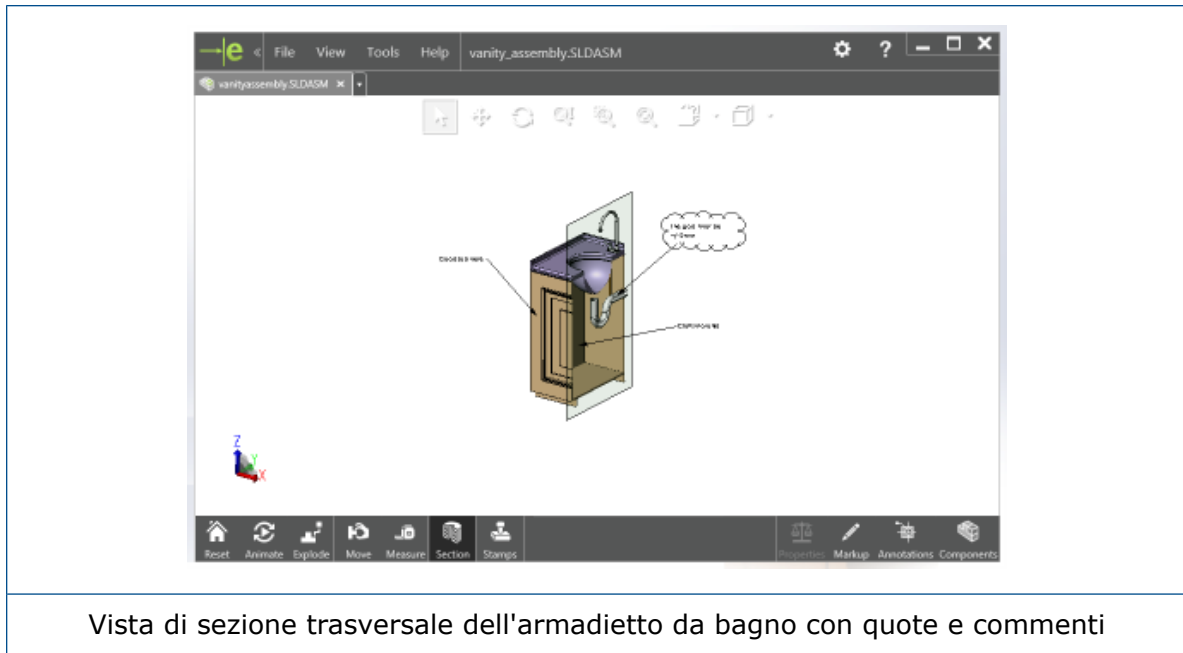 e « File View Tools Help vanity_assembly.SLDASM ?
vanityassembly.SLDASM
Z
Y
X
Reset Animate Explode Move Measure Section Stamps Properties Markup Annotations Components
Vista di sezione trasversale dell'armadietto da bagno con quote e commenti